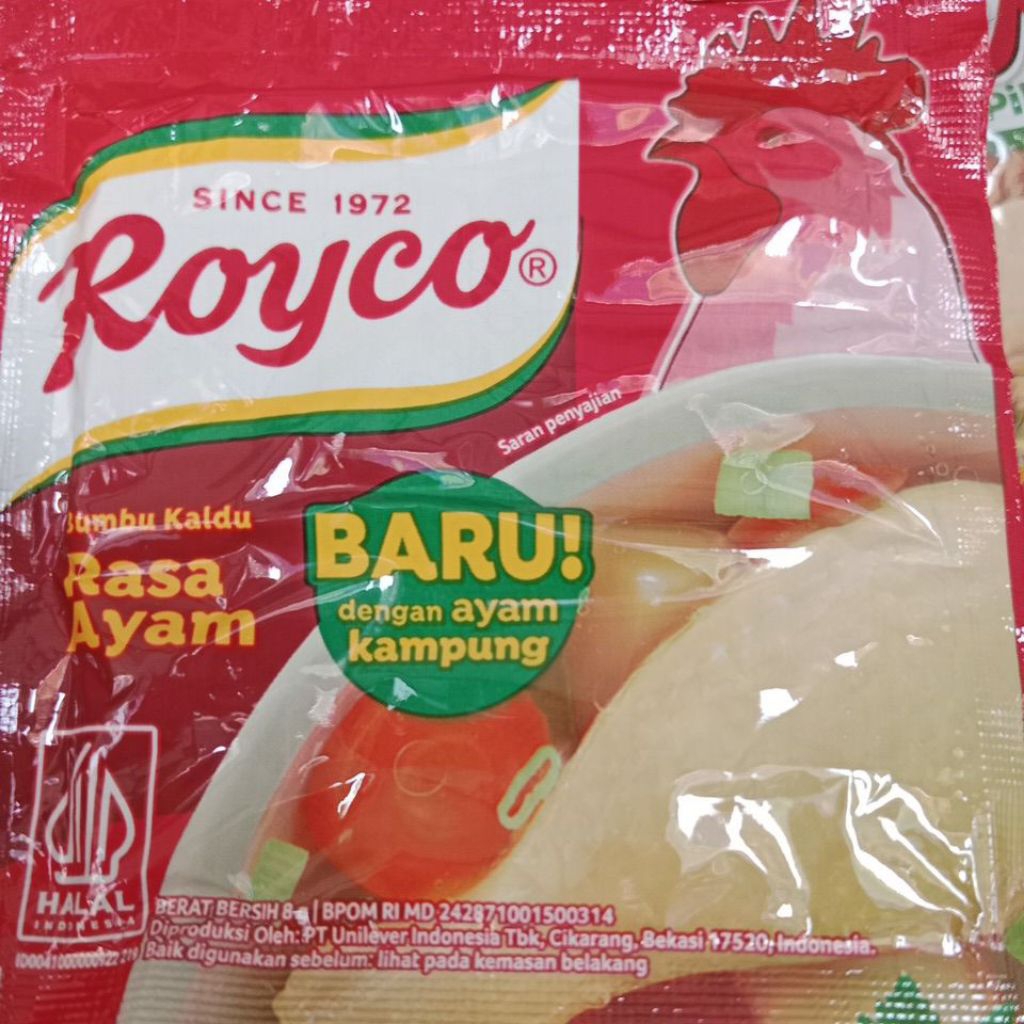 SINCE 1972
Royco®
Saran penyajian
Bumbu Kaldu
Rasa
Ayam
BARU!
dengan ayam
kampung
HALAL
INDONESIA
BERAT BERSIH 8 g | BPOM RI MD 242871001500314
Diproduksi Oleh: PT Unilever Indonesia Tbk, Cikarang, Bekasi 17520, Indonesia.
Baik digunakan sebelum: lihat pada kemasan belakang